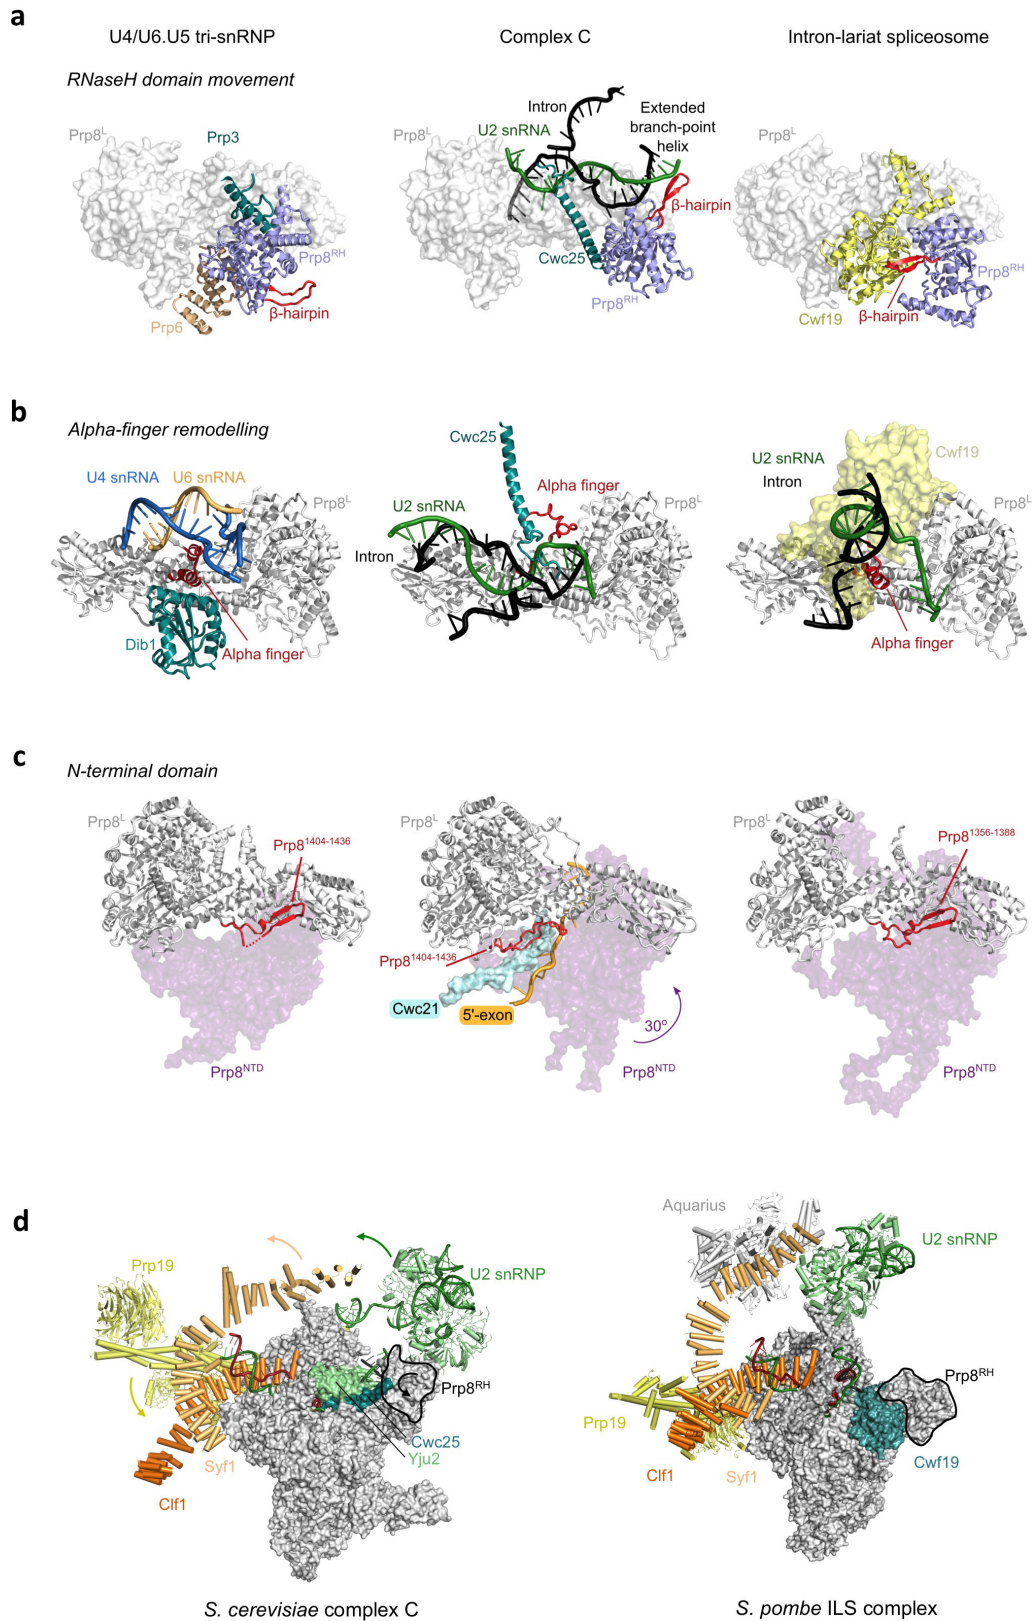 a
U4/U6.U5 tri-snRNP
Complex C
Intron-lariat spliceosome
RNaseH domain movement
Prp8L
Prp3
Prp8RH
β-hairpin
Prp6
Prp8L
Intron
U2 snRNA
Extended
branch-point
helix
β-hairpin
Cwc25
Prp8RH
Prp8L
Prp8RH
β-hairpin
Cwf19
b
Alpha-finger remodelling
U4 snRNA
U6 snRNA
Prp8L
Dib1
Alpha finger
Cwc25
Alpha finger
U2 snRNA
Prp8L
Intron
U2 snRNA
Intron
Cwf19
Prp8L
Alpha finger
c
N-terminal domain
Prp8L
Prp81404-1436
Prp8NTD
Prp8L
Prp81404-1436
Cwc21
5'-exon
30º
Prp8NTD
Prp8L
Prp81356-1388
Prp8NTD
d
Prp19
U2 snRNP
Prp8RH
Cwc25
Yju2
Syf1
Clf1
S. cerevisiae complex C
Aquarius
U2 snRNP
Prp8RH
Prp19
Cwf19
Clf1
Syf1
S. pombe ILS complex